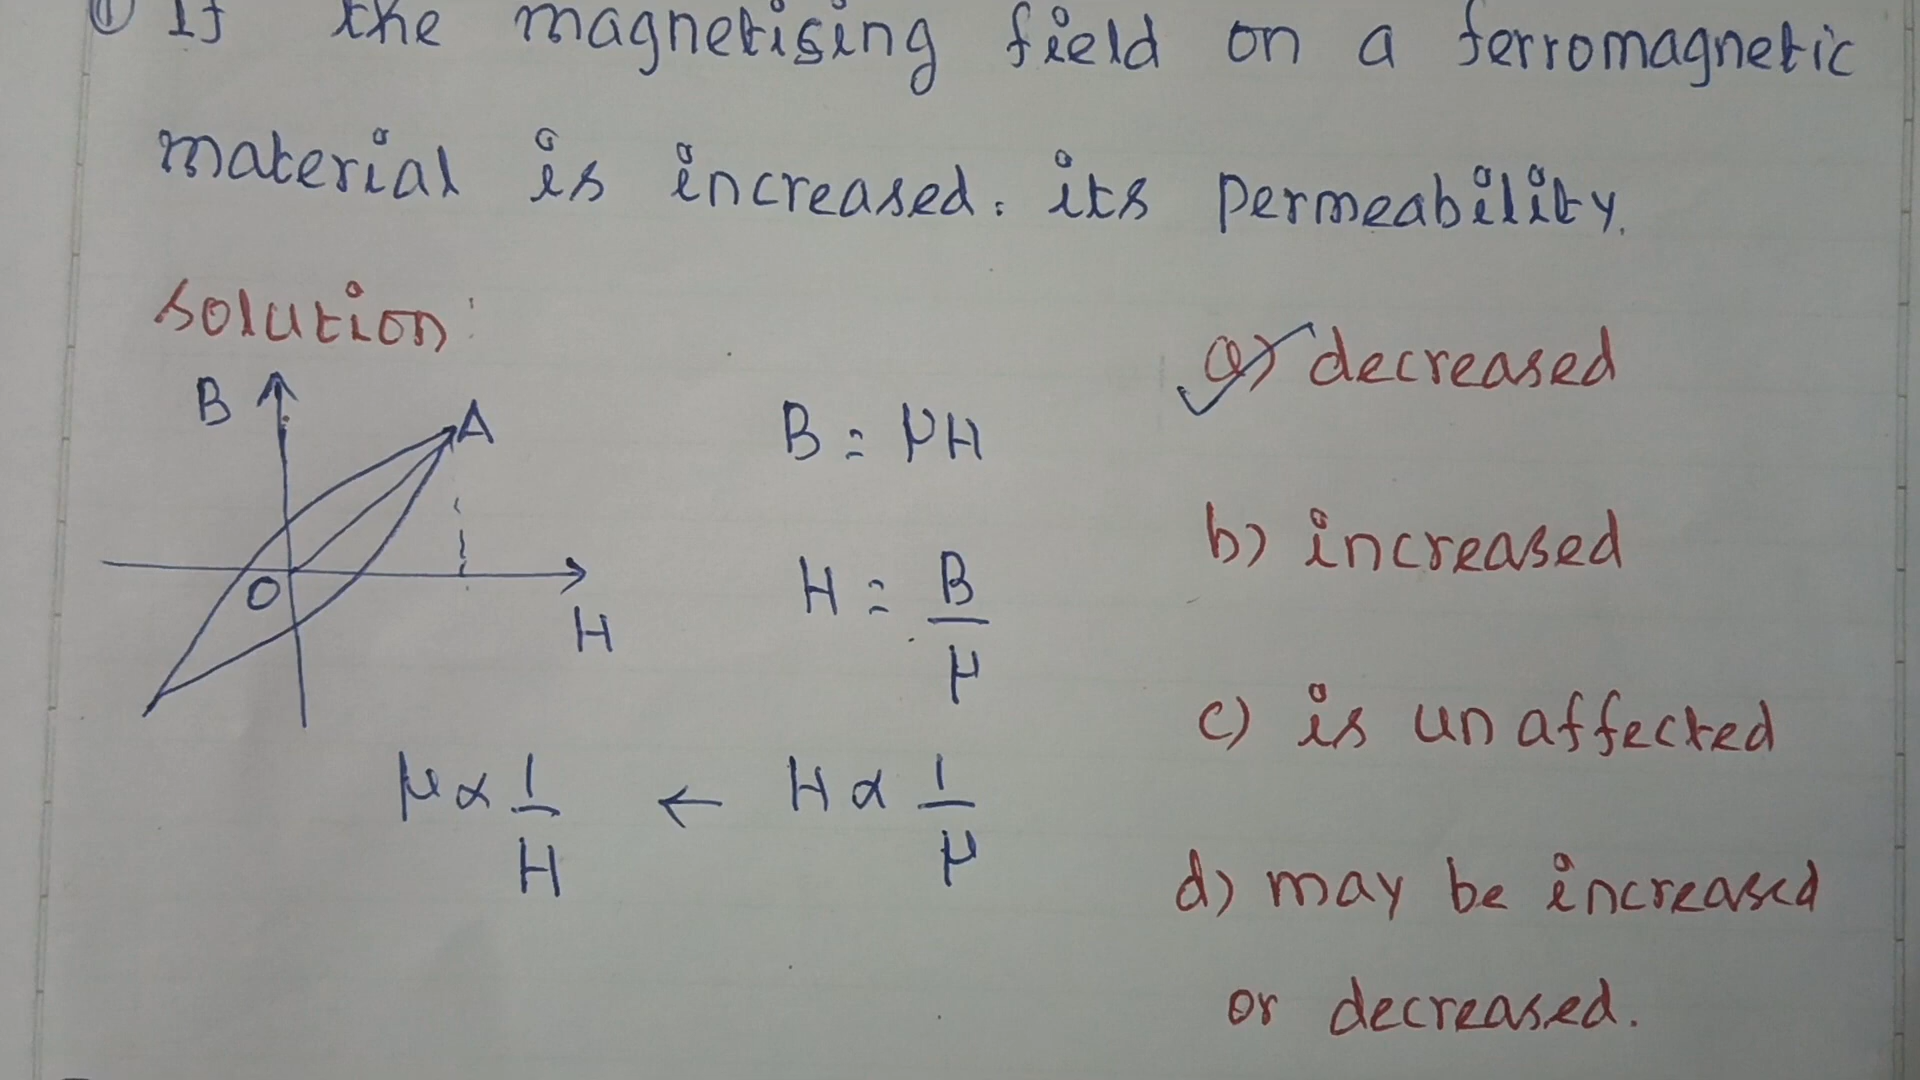 ① If the magnetising field on a ferromagnetic
material is increased. its permeability.
solution:
a) decreased
B
A
B = μH
b) increased
O
H
H = B/μ
c) is unaffected
μ ∝ 1/H ← H ∝ 1/μ
d) may be increased
or decreased.